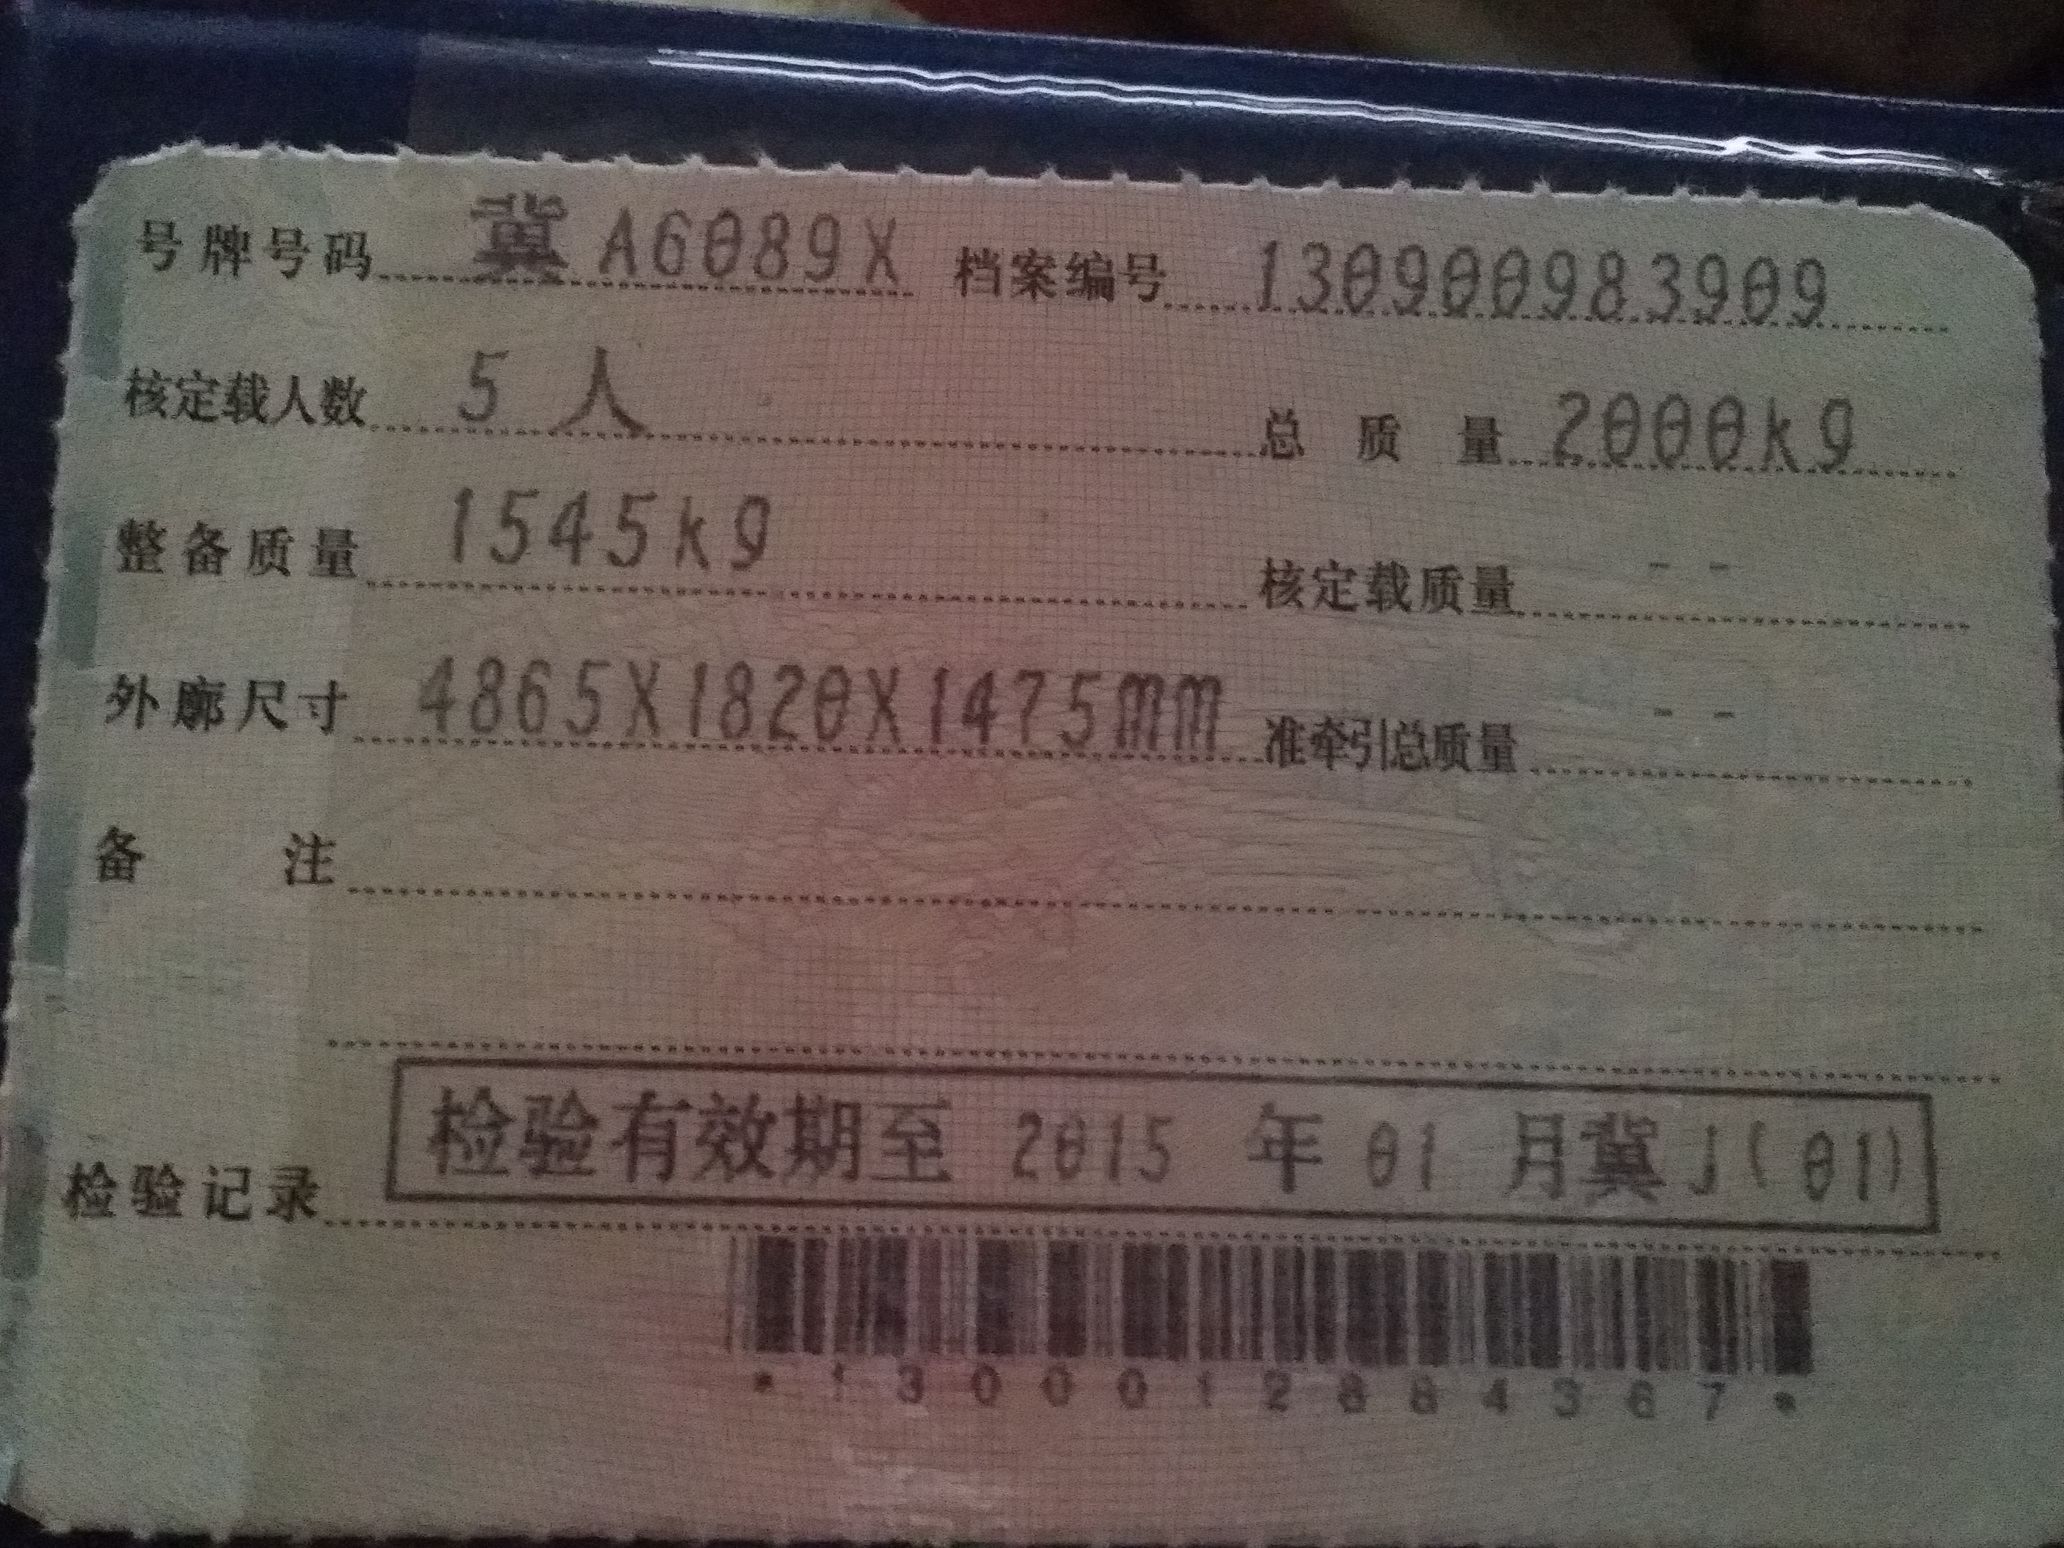 号牌号码 冀A6089X 档案编号 130900983909
核定载人数 5人 总质量 2000kg
整备质量 1545kg 核定载质量 --
外廓尺寸 4865X1820X1475mm 准牵引总质量 --
备注
检验记录 检验有效期至 2015 年 01 月冀J(01)
*1300012884367*